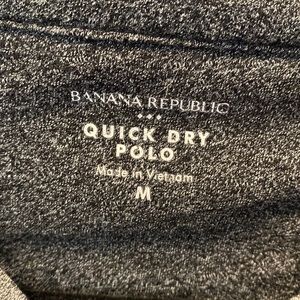 BANANA REPUBLIC
QUICK DRY
POLO
Made in Vietnam
M